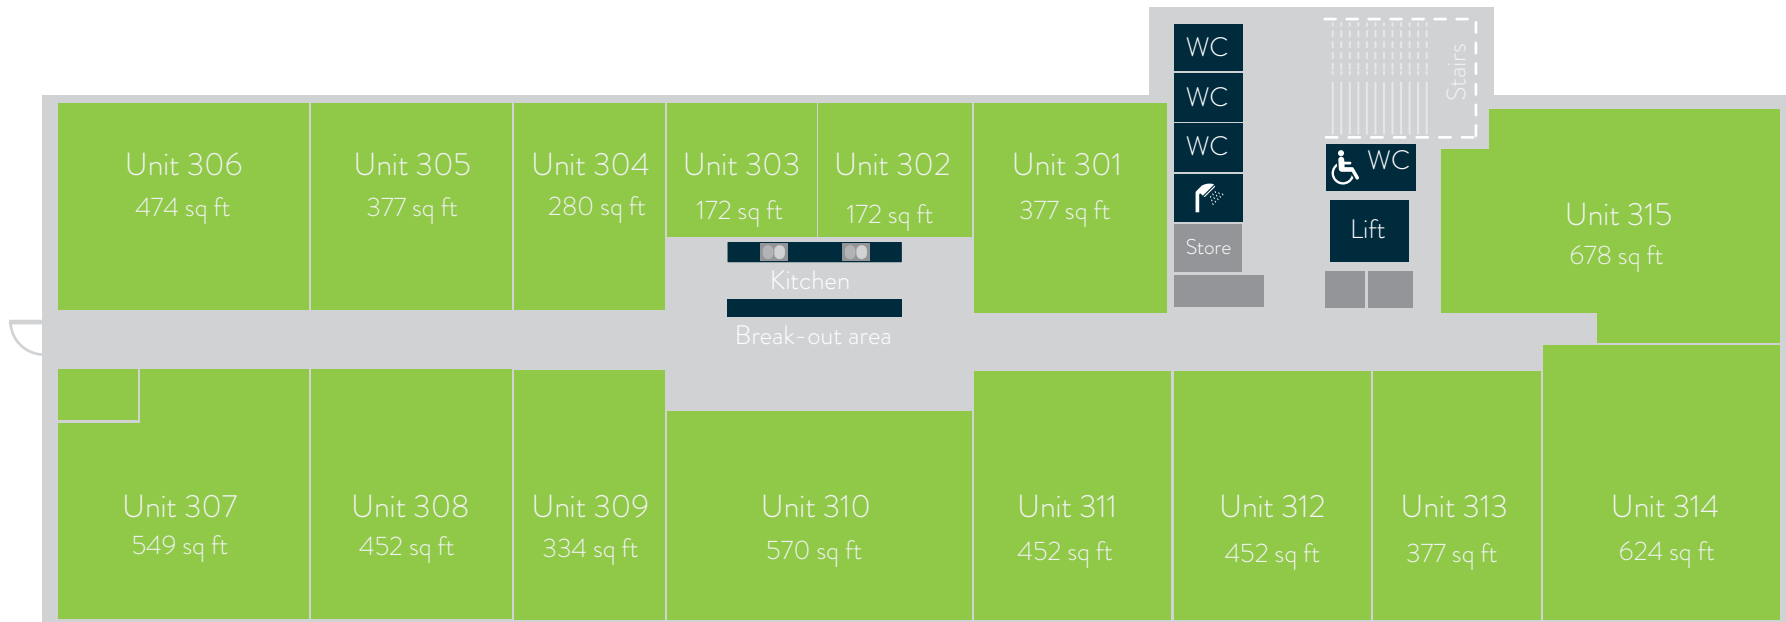 WC
WC
WC
Stairs
WC
Lift
Store
Unit 306
474 sq ft
Unit 305
377 sq ft
Unit 304
280 sq ft
Unit 303
172 sq ft
Unit 302
172 sq ft
Unit 301
377 sq ft
Unit 315
678 sq ft
Kitchen
Break-out area
Unit 307
549 sq ft
Unit 308
452 sq ft
Unit 309
334 sq ft
Unit 310
570 sq ft
Unit 311
452 sq ft
Unit 312
452 sq ft
Unit 313
377 sq ft
Unit 314
624 sq ft